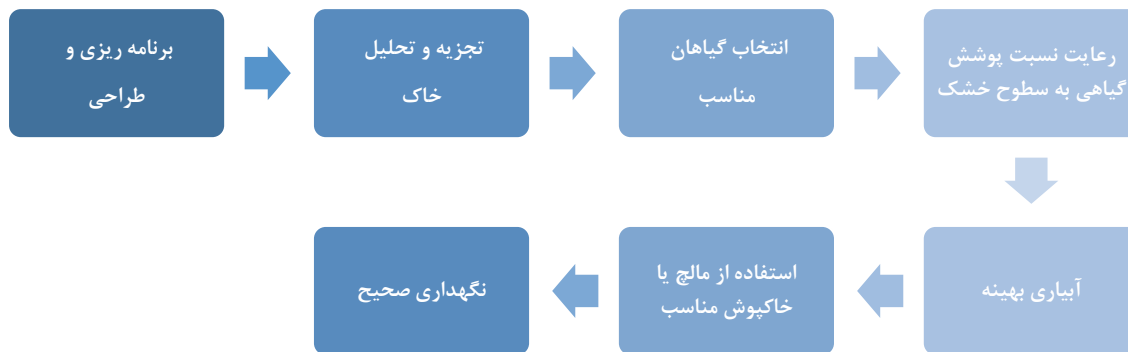 برنامه ریزی و
طراحی
تجزیه و تحلیل
خاک
انتخاب گیاهان
مناسب
رعایت نسبت پوشش
گیاهی به سطوح خشک
آبیاری بهینه
استفاده از مالچ یا
خاکپوش مناسب
نگهداری صحیح